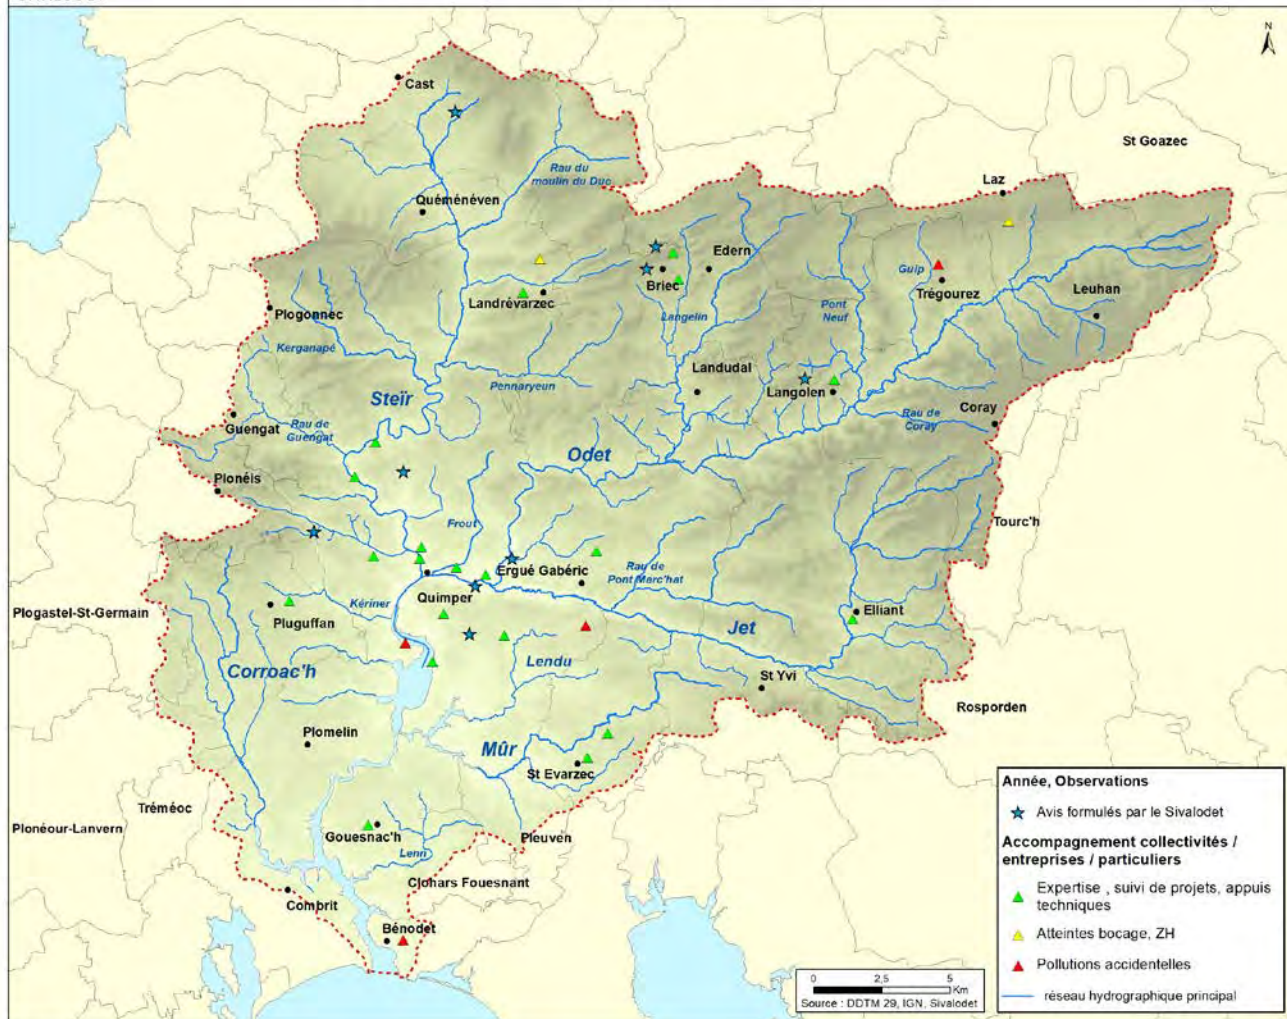 N
Cast
St Goazec
Rau du
moulin du Duc
Laz
Quéménéven
Edern
Briec
Guip
Trégourez
Landrévarzec
Langelin
Pont
Neuf
Leuhan
Plogonnec
Kerganapé
Pennaryeun
Landudal
Langolen
Steïr
Coray
Guengat
Rau de
Guengat
Rau de
Coray
Odet
Plonéis
Tourc'h
Frout
Ergué Gabéric
Rau de
Pont Marc'hat
Quimper
Kériner
Elliant
Plogastel-St-Germain
Pluguffan
Jet
Corroac'h
Lendu
St Yvi
Rosporden
Plomelin
Mûr
St Evarzec
Tréméoc
Plonéour-Lanvern
Gouesnac'h
Pleuven
Lenn
Clohars Fouesnant
Combrit
Bénodet
0 2,5 5
Km
Source : DDTM 29, IGN, Sivalodet
Année, Observations
Avis formulés par le Sivalodet
Accompagnement collectivités /
entreprises / particuliers
Expertise , suivi de projets, appuis
techniques
Atteintes bocage, ZH
Pollutions accidentelles
réseau hydrographique principal